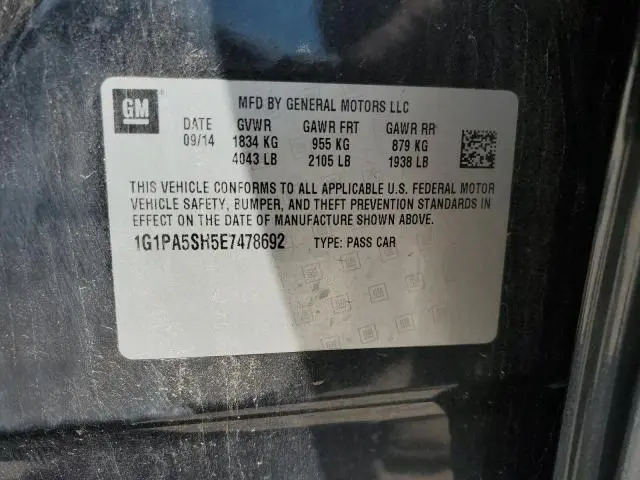 GM
MFD BY GENERAL MOTORS LLC
DATE GVWR GAWR FRT GAWR RR
09/14 1834 KG 955 KG 879 KG
4043 LB 2105 LB 1938 LB
THIS VEHICLE CONFORMS TO ALL APPLICABLE U.S. FEDERAL MOTOR
VEHICLE SAFETY, BUMPER, AND THEFT PREVENTION STANDARDS IN
EFFECT ON THE DATE OF MANUFACTURE SHOWN ABOVE.
1G1PA5SH5E7478692 TYPE: PASS CAR